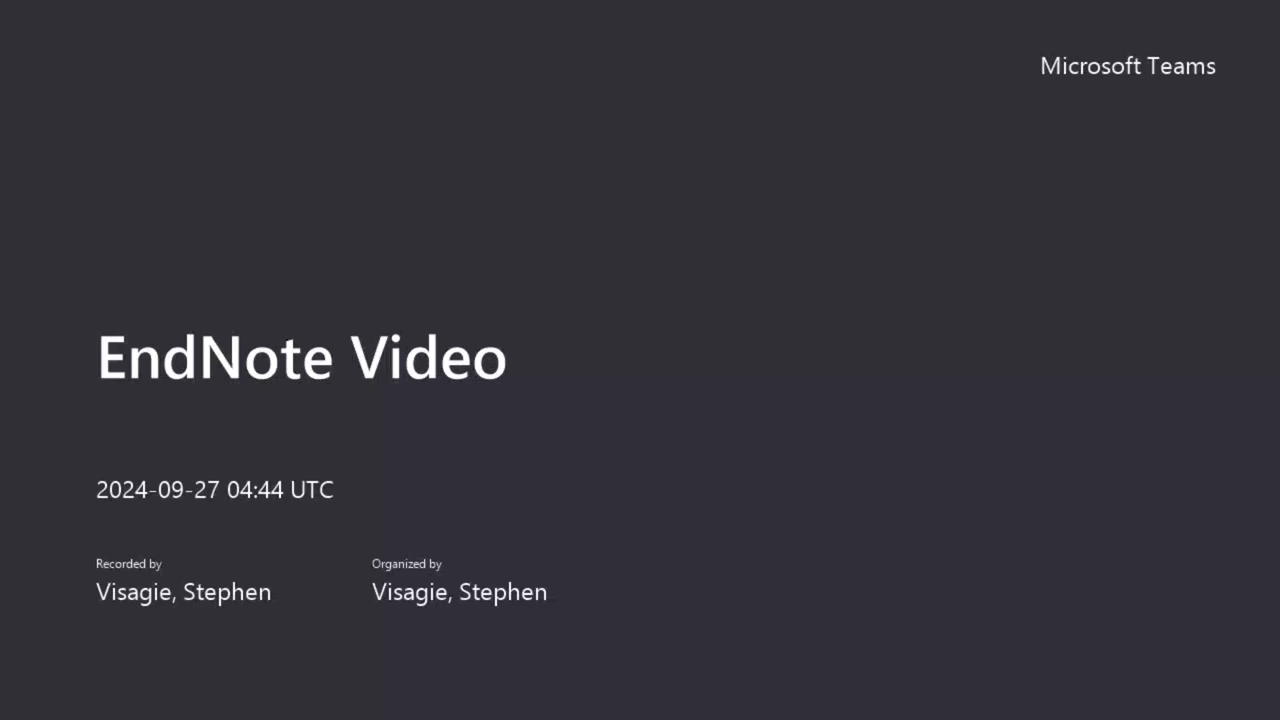 Microsoft Teams
EndNote Video
2024-09-27 04:44 UTC
Recorded by
Visagie, Stephen
Organized by
Visagie, Stephen